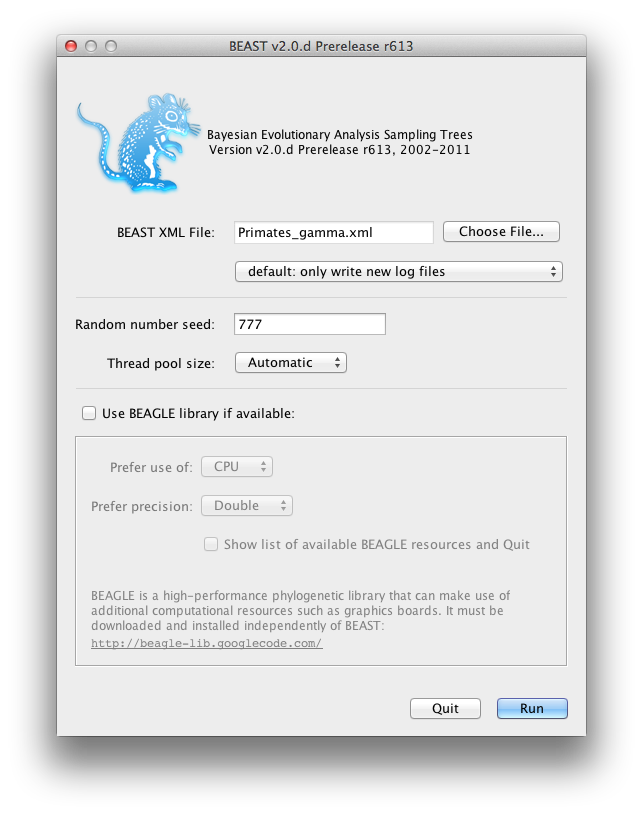 BEAST v2.0.d Prerelease r613
Bayesian Evolutionary Analysis Sampling Trees
Version v2.0.d Prerelease r613, 2002-2011
BEAST XML File: Primates_gamma.xml Choose File...
default: only write new log files
Random number seed: 777
Thread pool size: Automatic
Use BEAGLE library if available:
Prefer use of: CPU
Prefer precision: Double
Show list of available BEAGLE resources and Quit
BEAGLE is a high-performance phylogenetic library that can make use of
additional computational resources such as graphics boards. It must be
downloaded and installed independently of BEAST:
http://beagle-lib.googlecode.com/
Quit Run